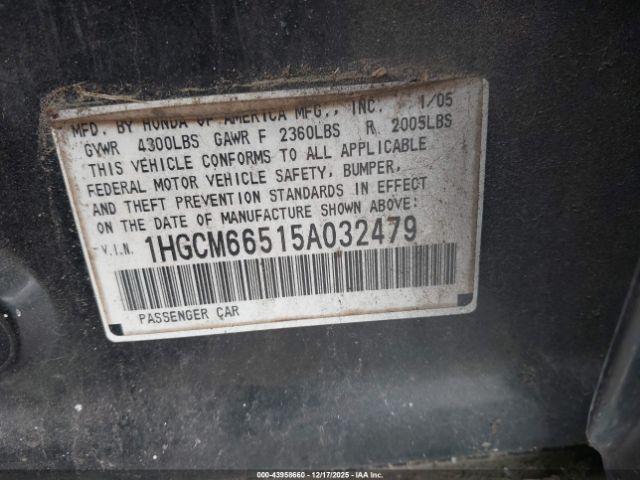 MFD. BY HONDA OF AMERICA MFG., INC. 1/05
GVWR 4300LBS GAWR F 2360LBS R 2005LBS
THIS VEHICLE CONFORMS TO ALL APPLICABLE
FEDERAL MOTOR VEHICLE SAFETY, BUMPER,
AND THEFT PREVENTION STANDARDS IN EFFECT
ON THE DATE OF MANUFACTURE SHOWN ABOVE:
V.I.N. 1HGCM66515A032479
PASSENGER CAR
000-43958660 - 12/17/2025 - IAA Inc.